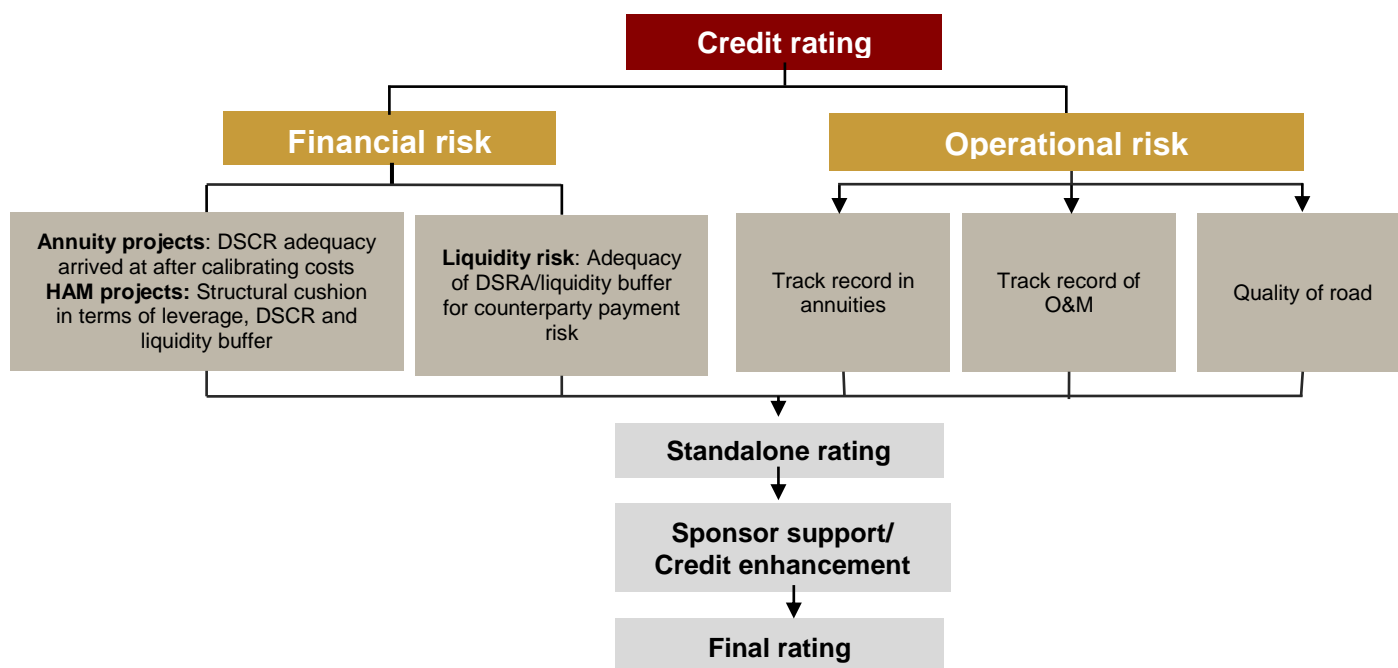 Credit rating
Financial risk
Operational risk
Annuity projects: DSCR adequacy
arrived at after calibrating costs
HAM projects: Structural cushion
in terms of leverage, DSCR and
liquidity buffer
Liquidity risk: Adequacy
of DSRA/liquidity buffer
for counterparty payment
risk
Track record in
annuities
Track record of
O&M
Quality of road
Standalone rating
Sponsor support/
Credit enhancement
Final rating